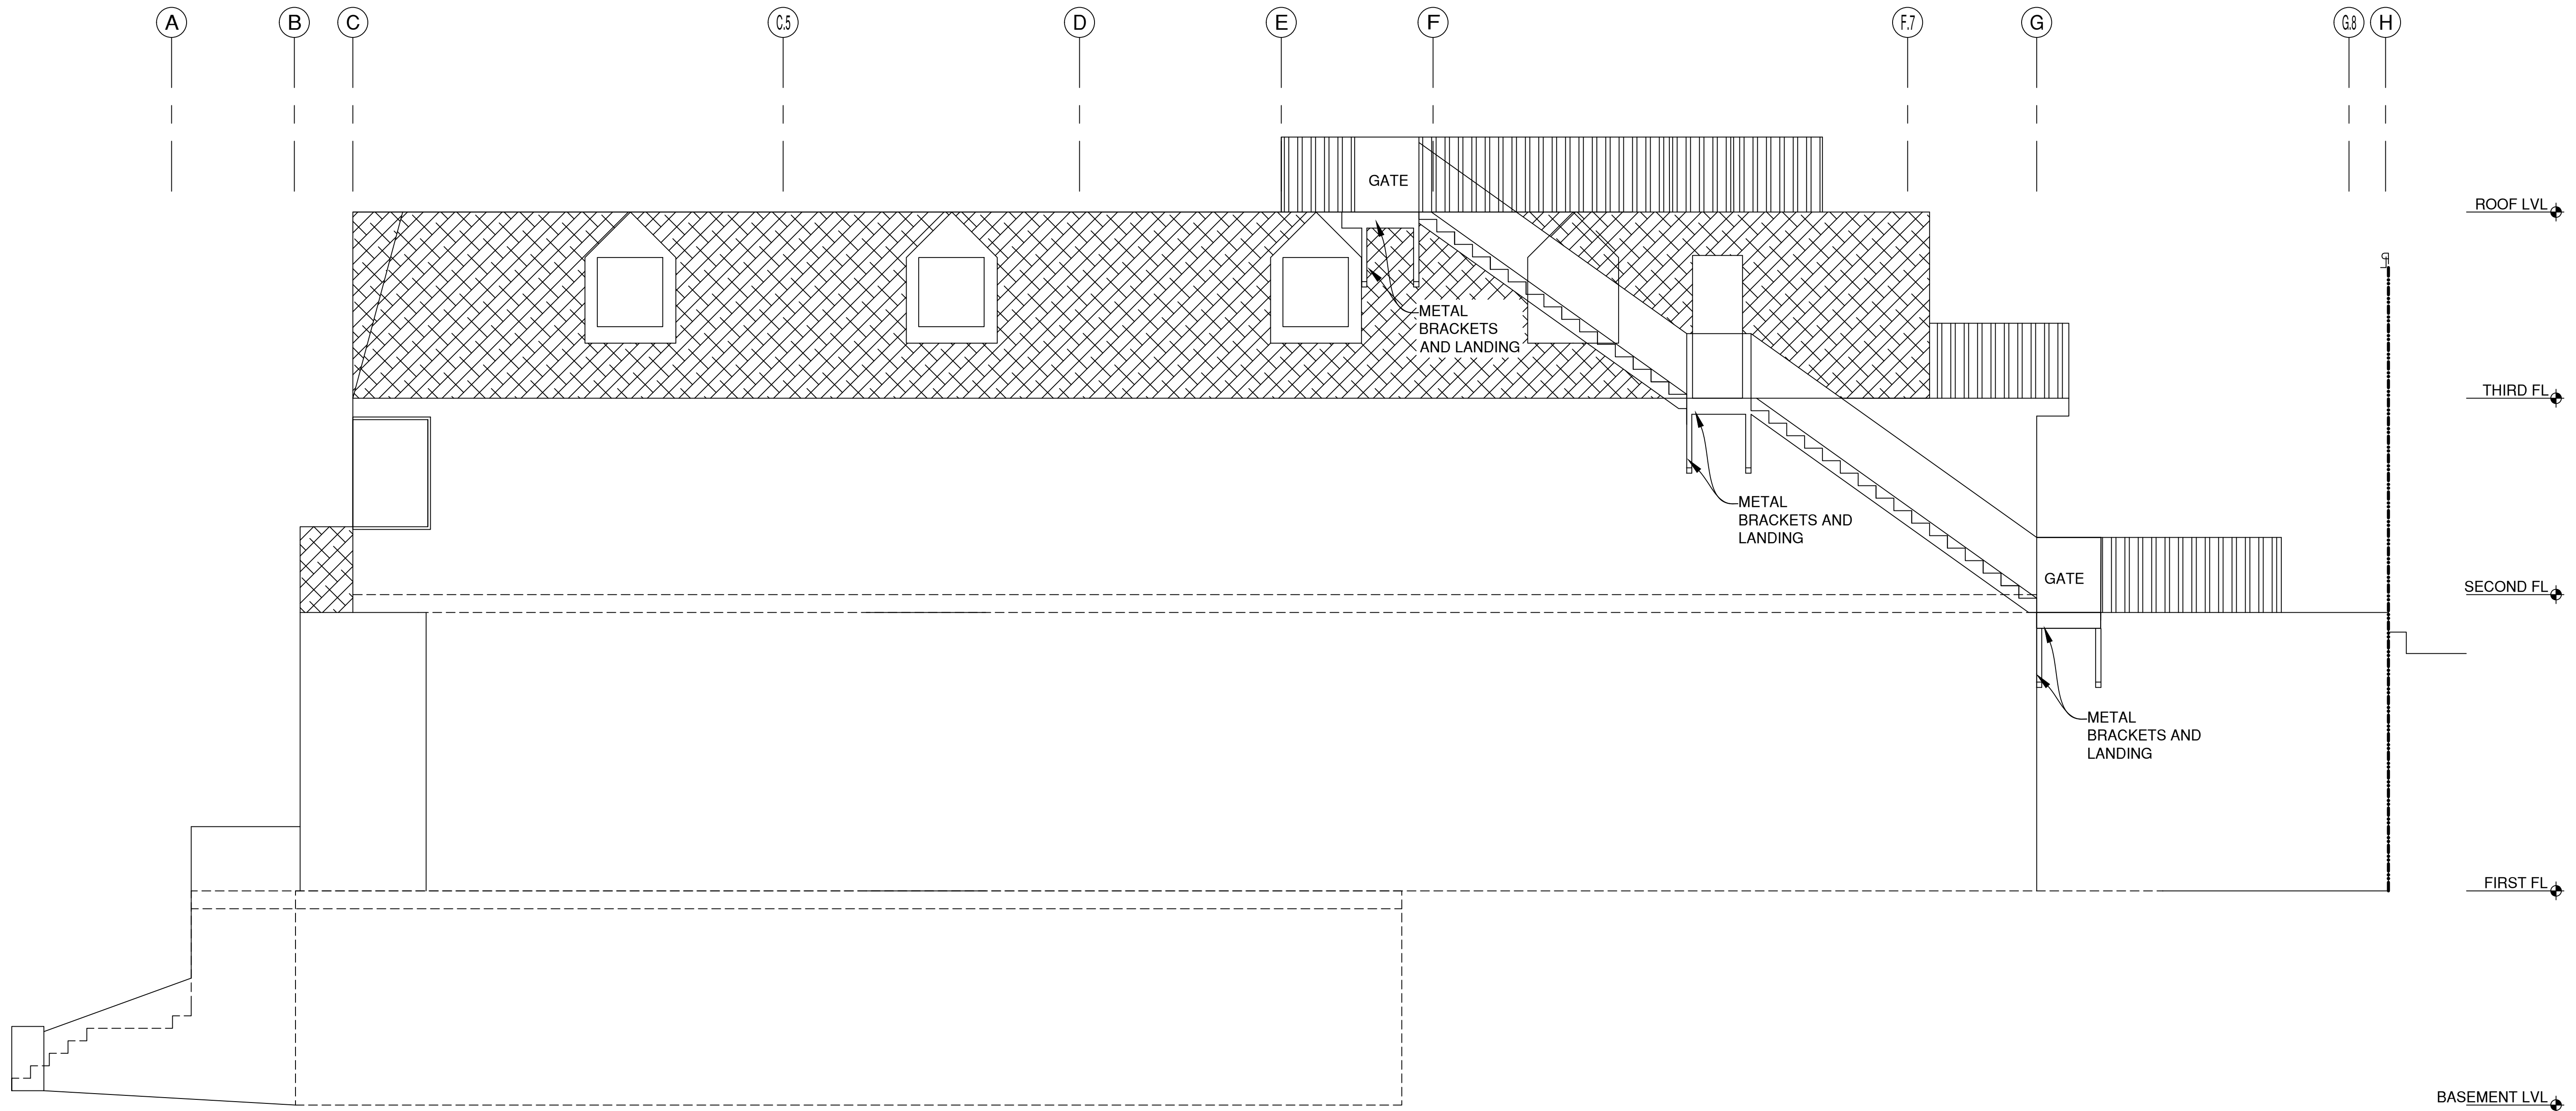 A
B
C
C.5
D
E
F
F.7
G
G.8
H
GATE
ROOF LVL
METAL
BRACKETS
AND LANDING
THIRD FL
METAL
BRACKETS AND
LANDING
GATE
SECOND FL
METAL
BRACKETS AND
LANDING
FIRST FL
BASEMENT LVL